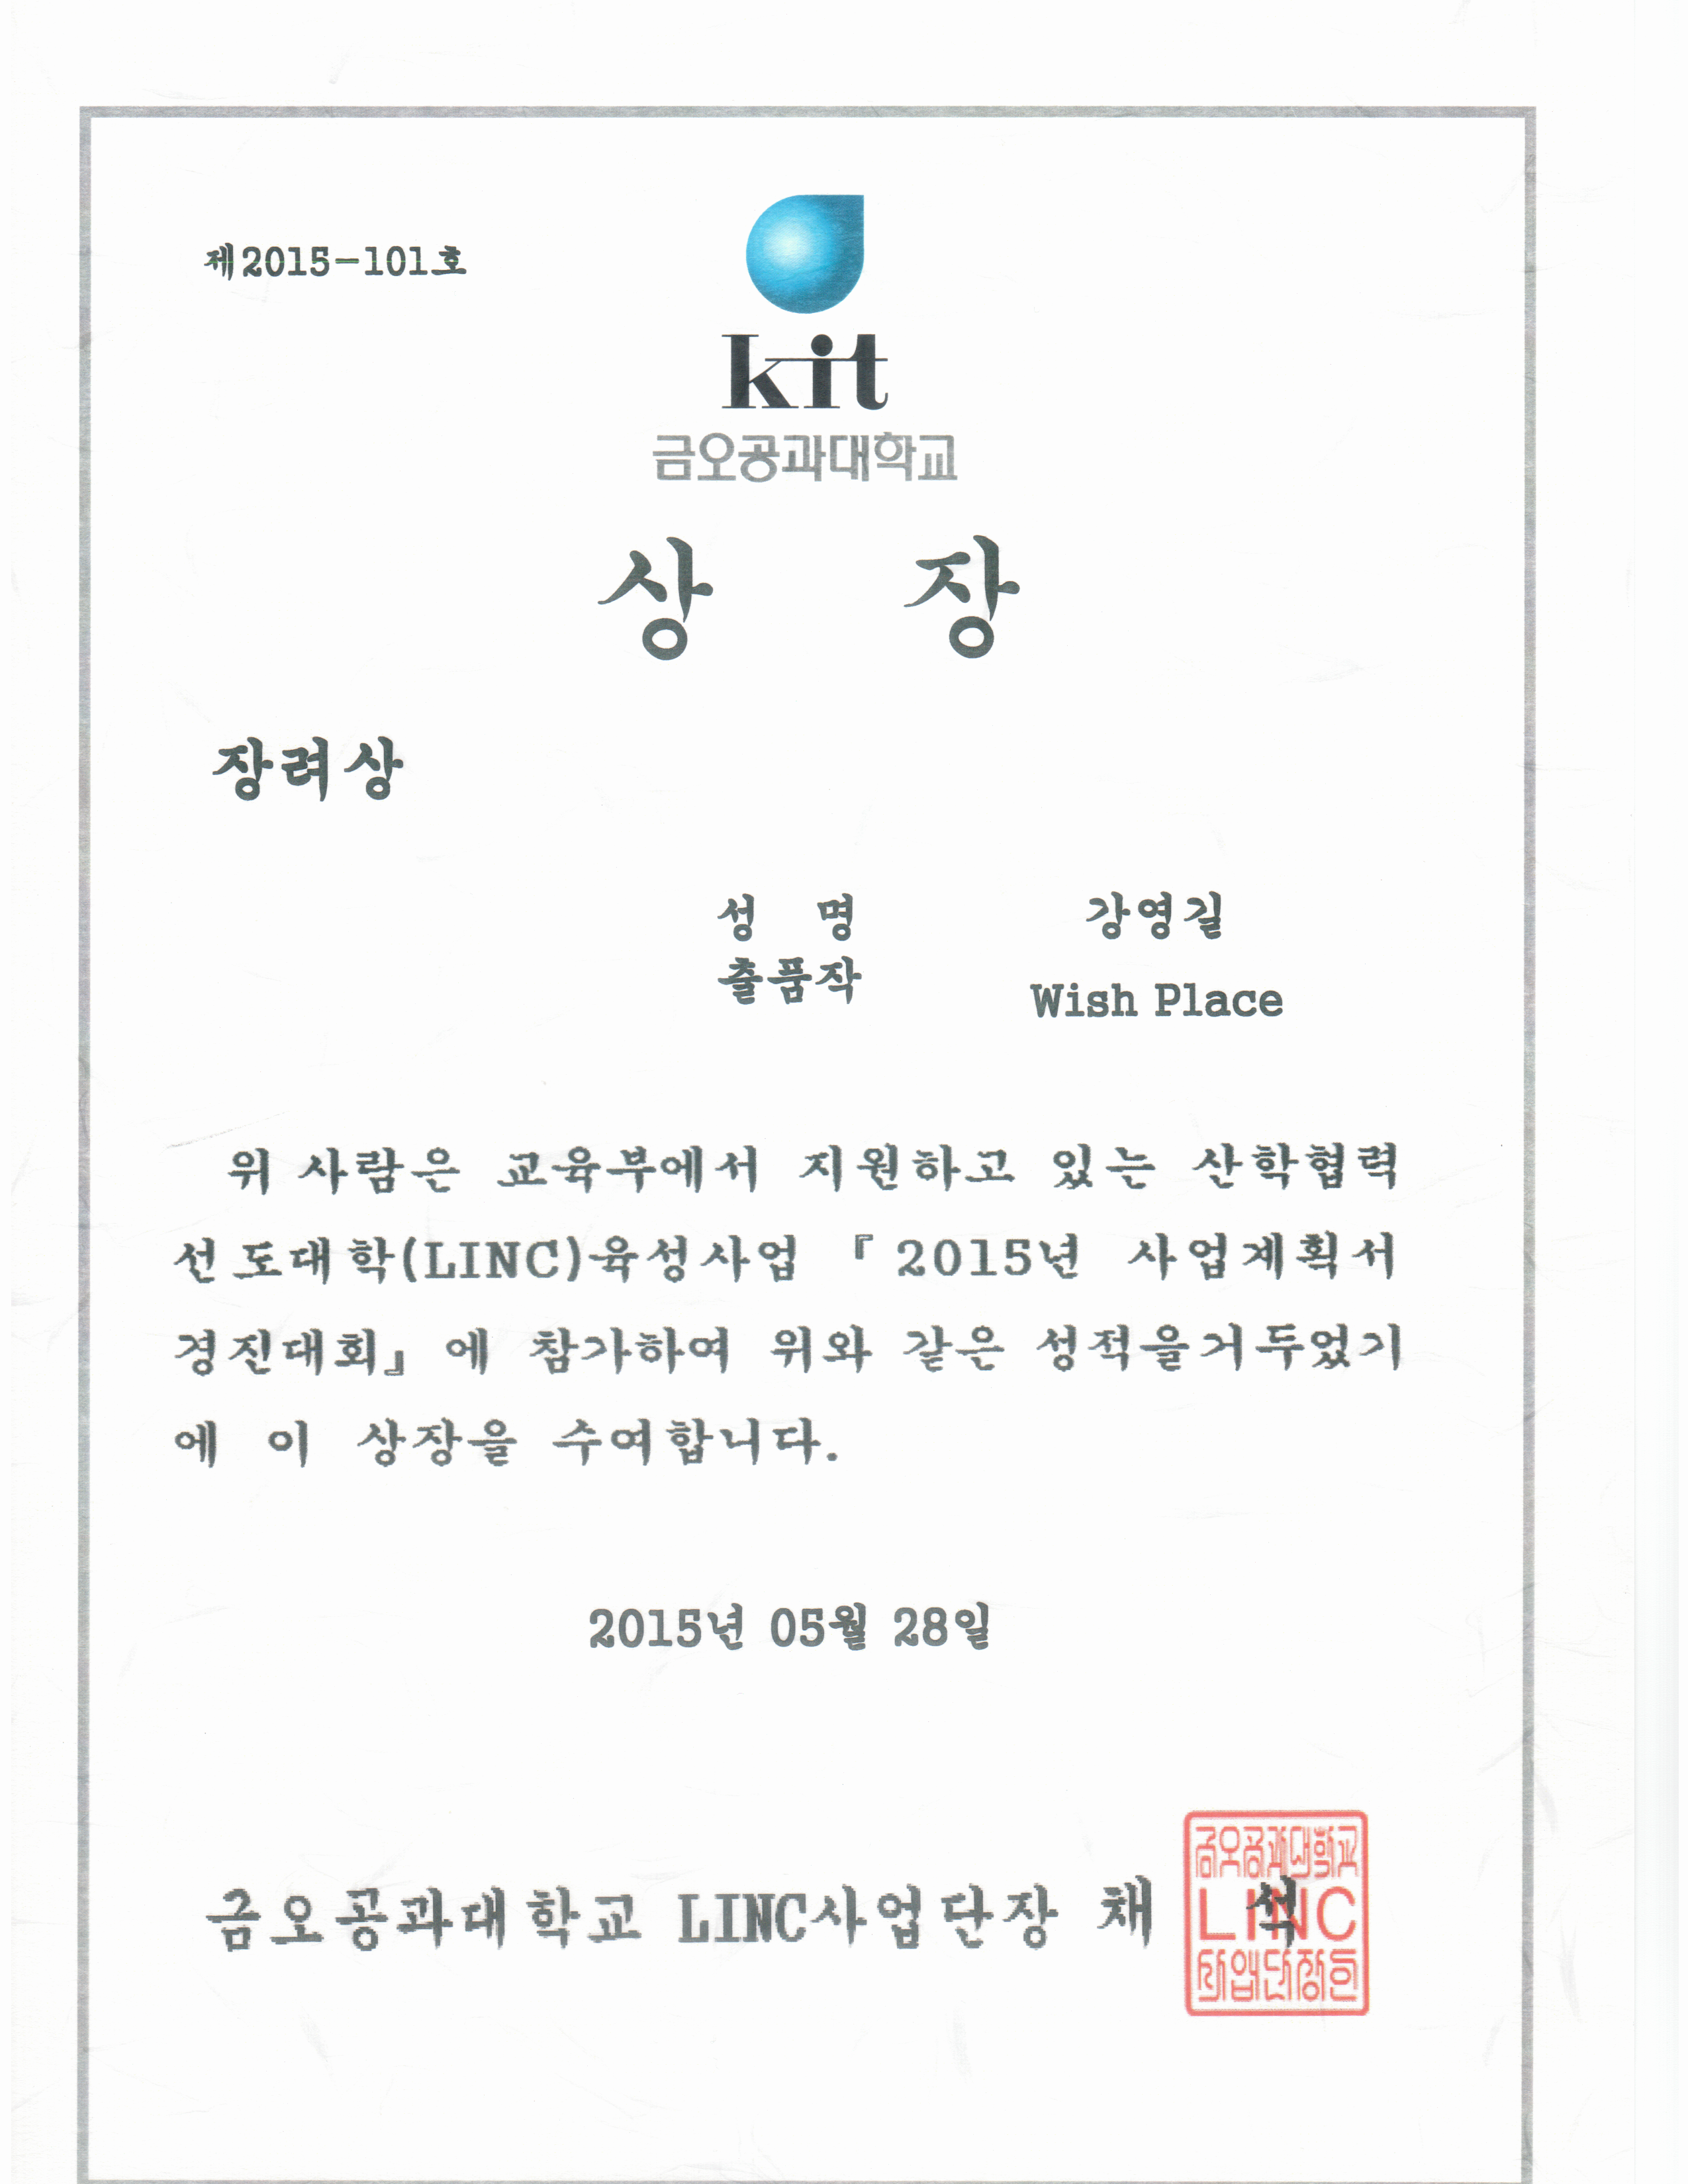 제2015-101호
kit
금오공과대학교
상 장
장려상
성 명 강영길
출품작 Wish Place
위 사람은 교육부에서 지원하고 있는 산학협력
선도대학(LINC)육성사업 『2015년 사업계획서
경진대회』에 참가하여 위와 같은 성적을거두었기
에 이 상장을 수여합니다.
2015년 05월 28일
금오공과대학교 LINC사업단장 채 석
금오공과대학교
LINC
사업단장인